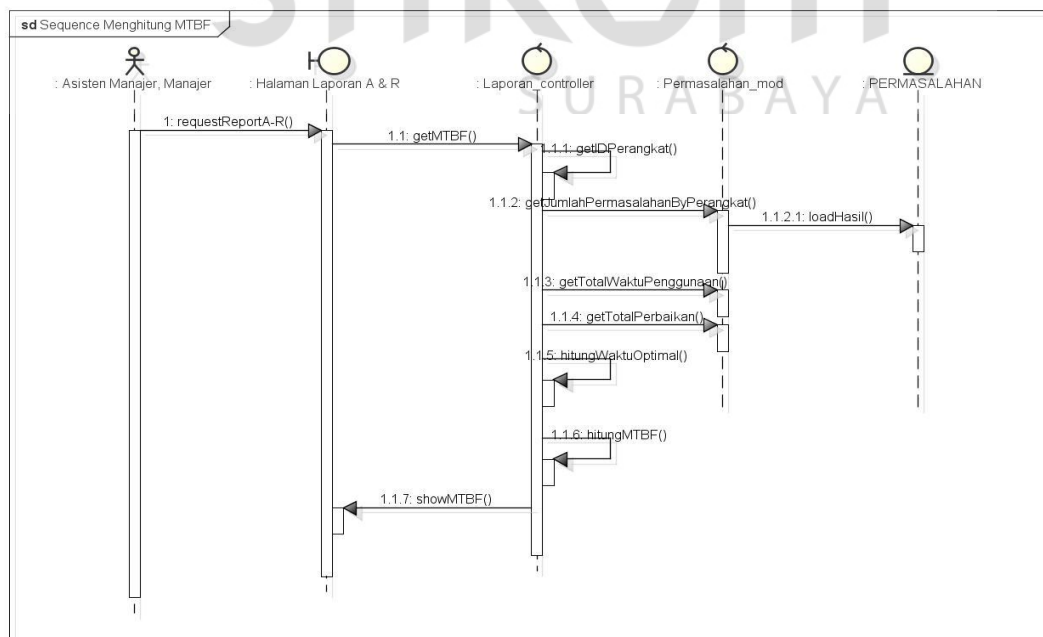 sd Sequence Menghitung MTBF
SURABAYA
: Asisten Manajer, Manajer
: Halaman Laporan A & R
: Laporan_controller
: Permasalahan_mod
: PERMASALAHAN
1: requestReportA-R()
1.1: getMTBF()
1.1.1: getIDPerangkat()
1.1.2: getJumlahPermasalahanByPerangkat()
1.1.2.1: loadHasil()
1.1.3: getTotalWaktuPenggunaan()
1.1.4: getTotalPerbaikan()
1.1.5: hitungWaktuOptimal()
1.1.6: hitungMTBF()
1.1.7: showMTBF()